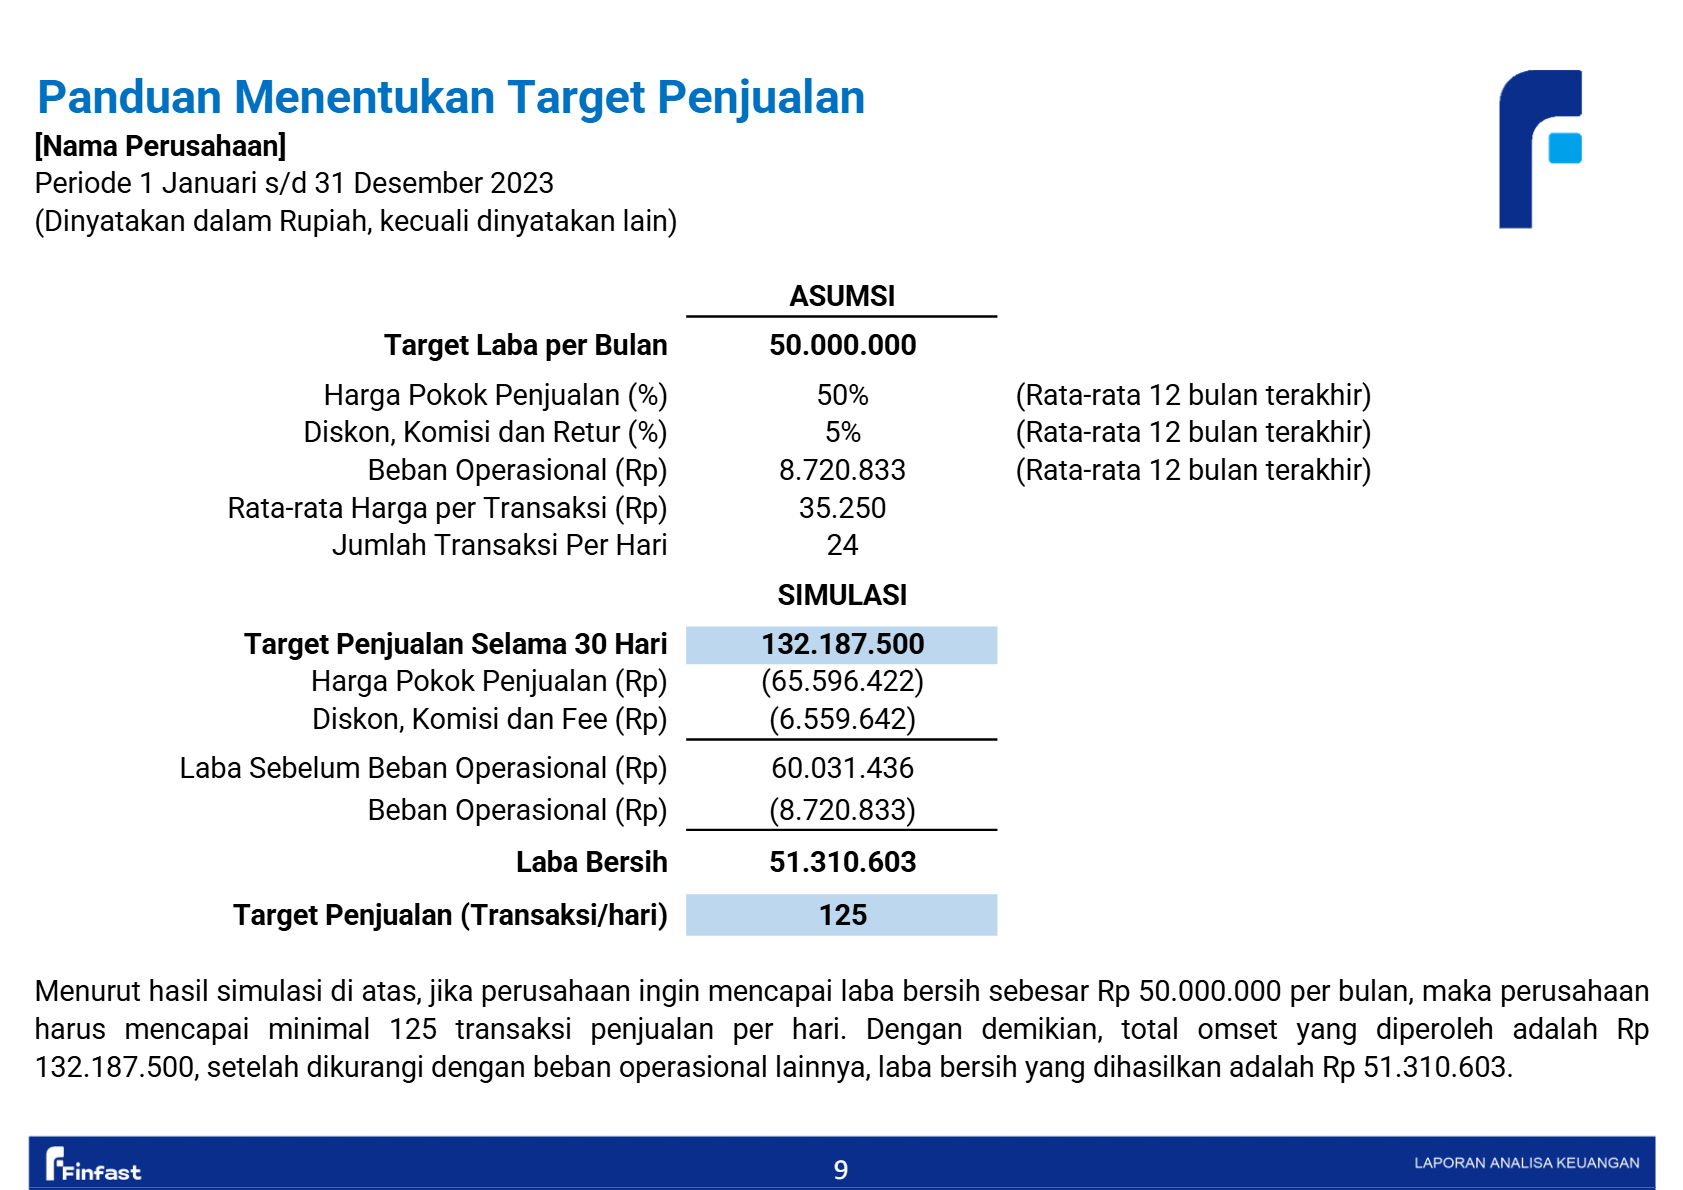 Panduan Menentukan Target Penjualan
[Nama Perusahaan]
Periode 1 Januari s/d 31 Desember 2023
(Dinyatakan dalam Rupiah, kecuali dinyatakan lain)
ASUMSI
Target Laba per Bulan 50.000.000
Harga Pokok Penjualan (%) 50% (Rata-rata 12 bulan terakhir)
Diskon, Komisi dan Retur (%) 5% (Rata-rata 12 bulan terakhir)
Beban Operasional (Rp) 8.720.833 (Rata-rata 12 bulan terakhir)
Rata-rata Harga per Transaksi (Rp) 35.250
Jumlah Transaksi Per Hari 24
SIMULASI
Target Penjualan Selama 30 Hari 132.187.500
Harga Pokok Penjualan (Rp) (65.596.422)
Diskon, Komisi dan Fee (Rp) (6.559.642)
Laba Sebelum Beban Operasional (Rp) 60.031.436
Beban Operasional (Rp) (8.720.833)
Laba Bersih 51.310.603
Target Penjualan (Transaksi/hari) 125
Menurut hasil simulasi di atas, jika perusahaan ingin mencapai laba bersih sebesar Rp 50.000.000 per bulan, maka perusahaan
harus mencapai minimal 125 transaksi penjualan per hari. Dengan demikian, total omset yang diperoleh adalah Rp
132.187.500, setelah dikurangi dengan beban operasional lainnya, laba bersih yang dihasilkan adalah Rp 51.310.603.
Finfast 9 LAPORAN ANALISA KEUANGAN